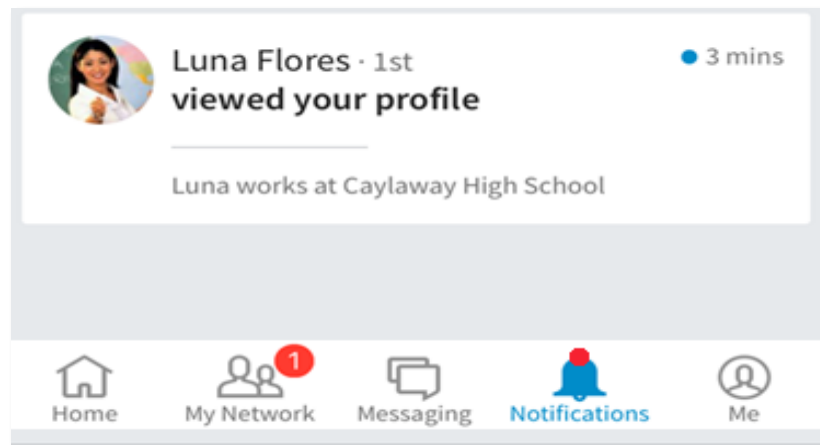 Luna Flores · 1st
3 mins
viewed your profile
Luna works at Caylaway High School
1
Home
My Network
Messaging
Notifications
Me